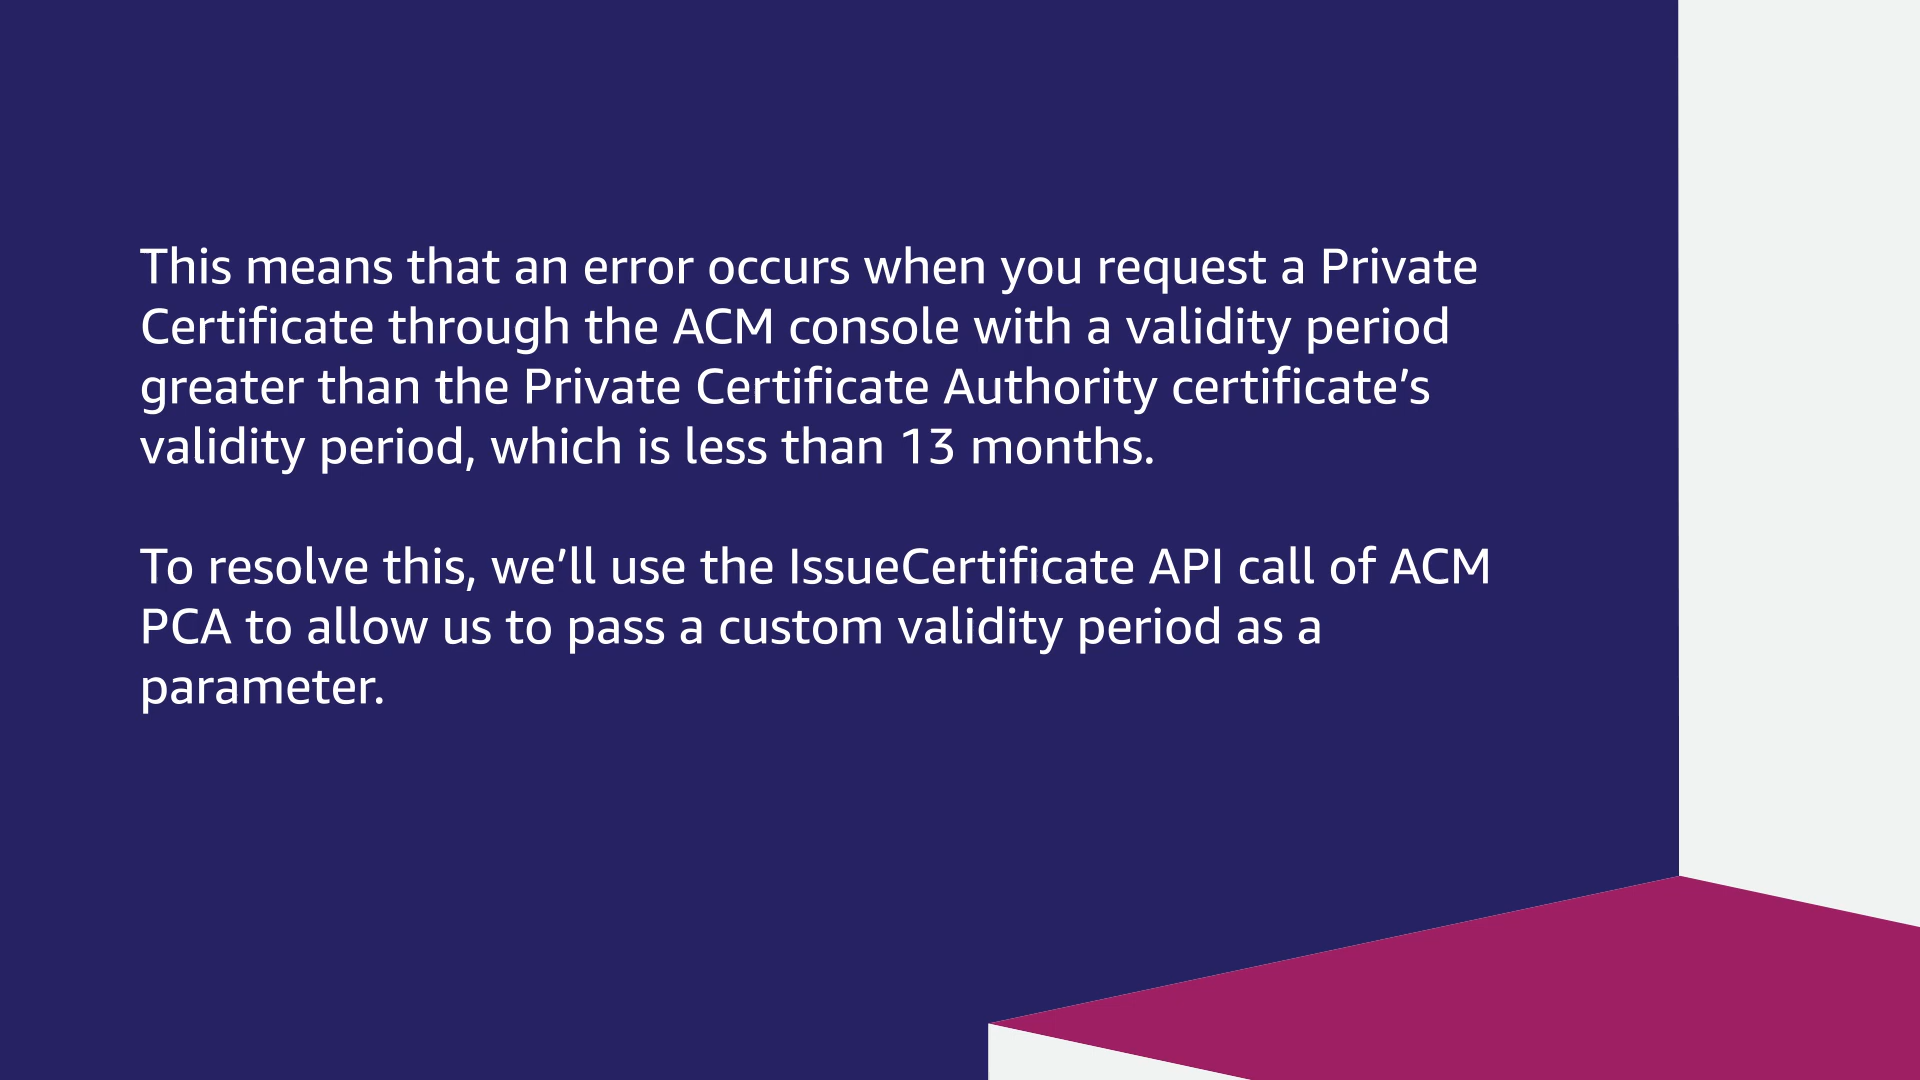 This means that an error occurs when you request a Private
Certificate through the ACM console with a validity period
greater than the Private Certificate Authority certificate’s
validity period, which is less than 13 months.
To resolve this, we’ll use the IssueCertificate API call of ACM
PCA to allow us to pass a custom validity period as a
parameter.